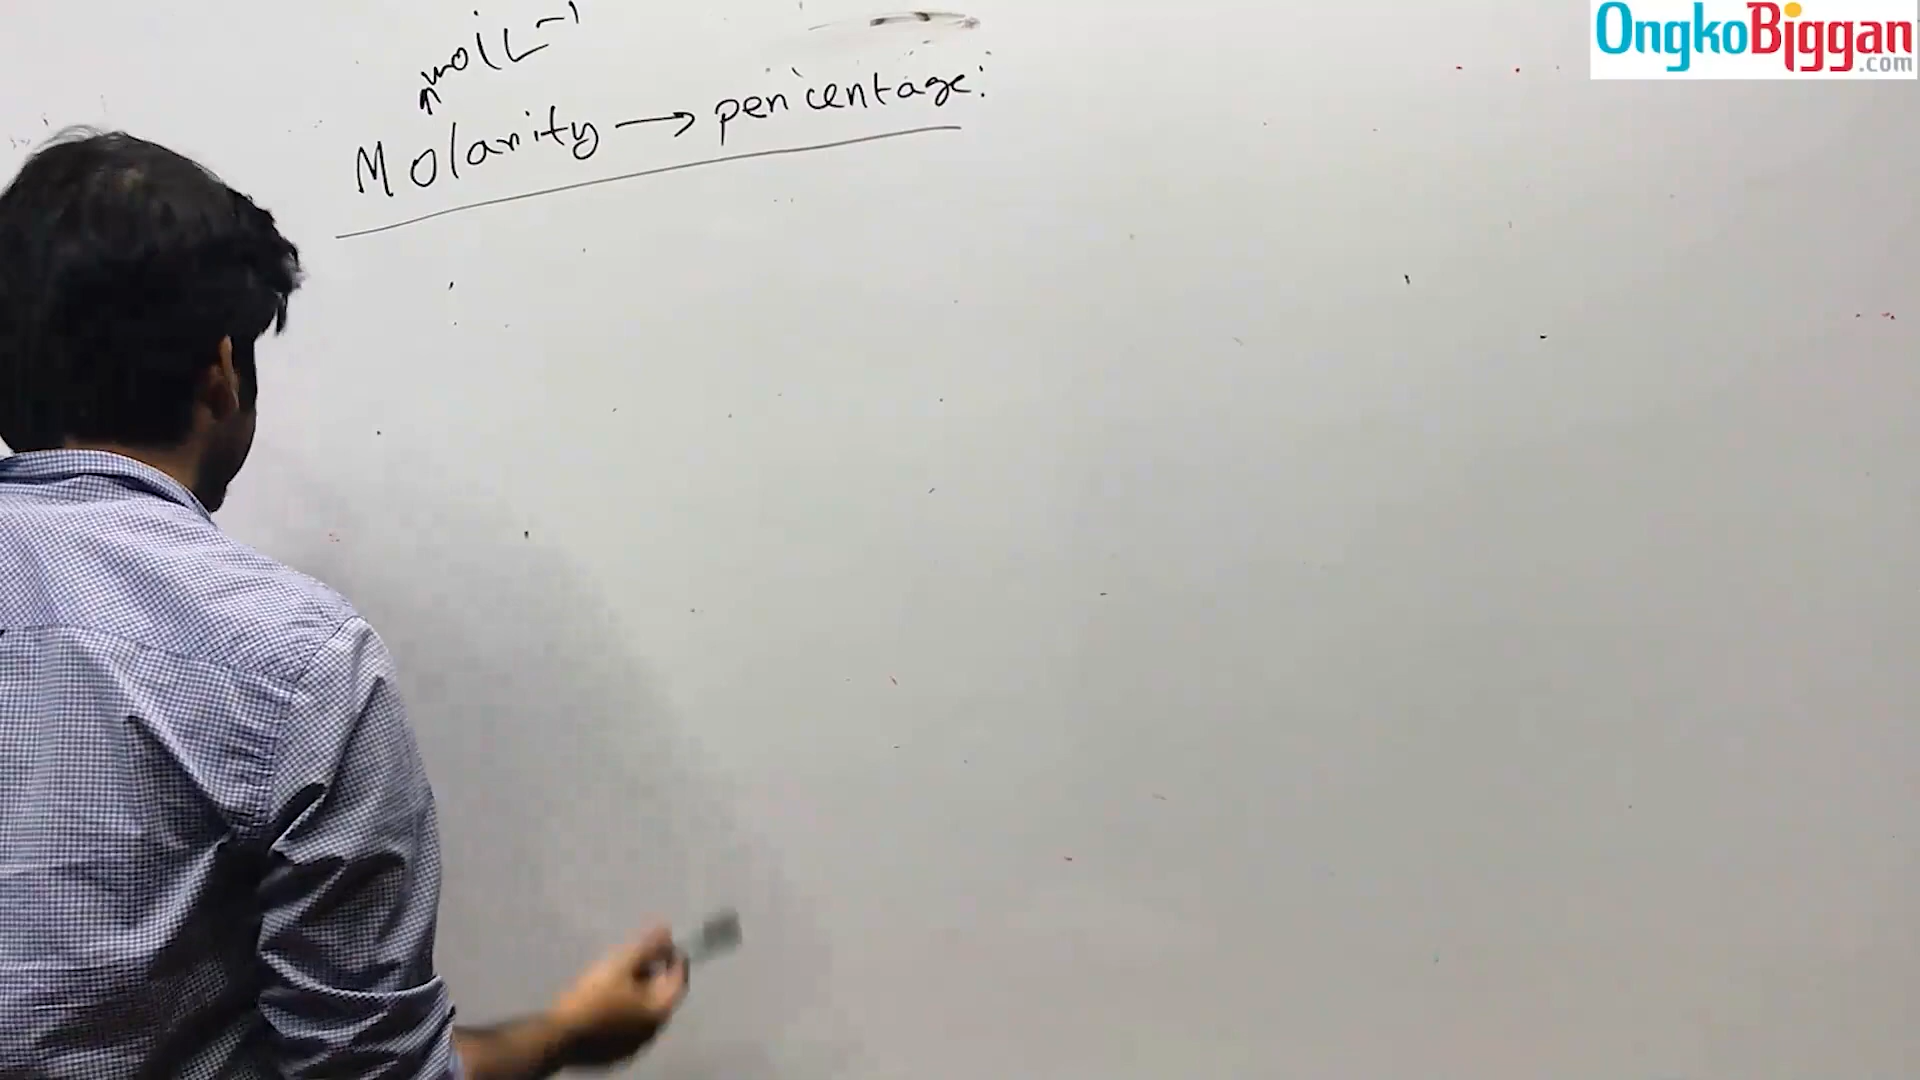 mol L⁻¹
Molarity → percentage:
OngkoBiggan
.com